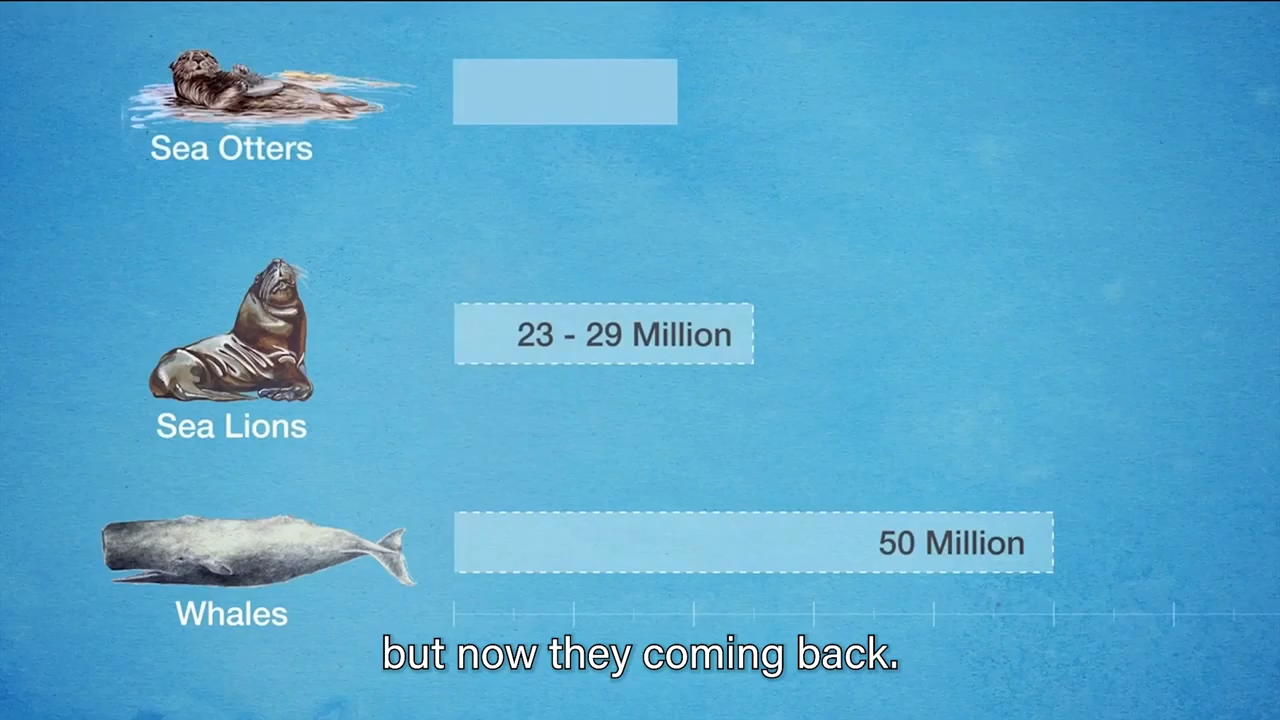 Sea Otters
23 - 29 Million
Sea Lions
50 Million
Whales
but now they coming back.